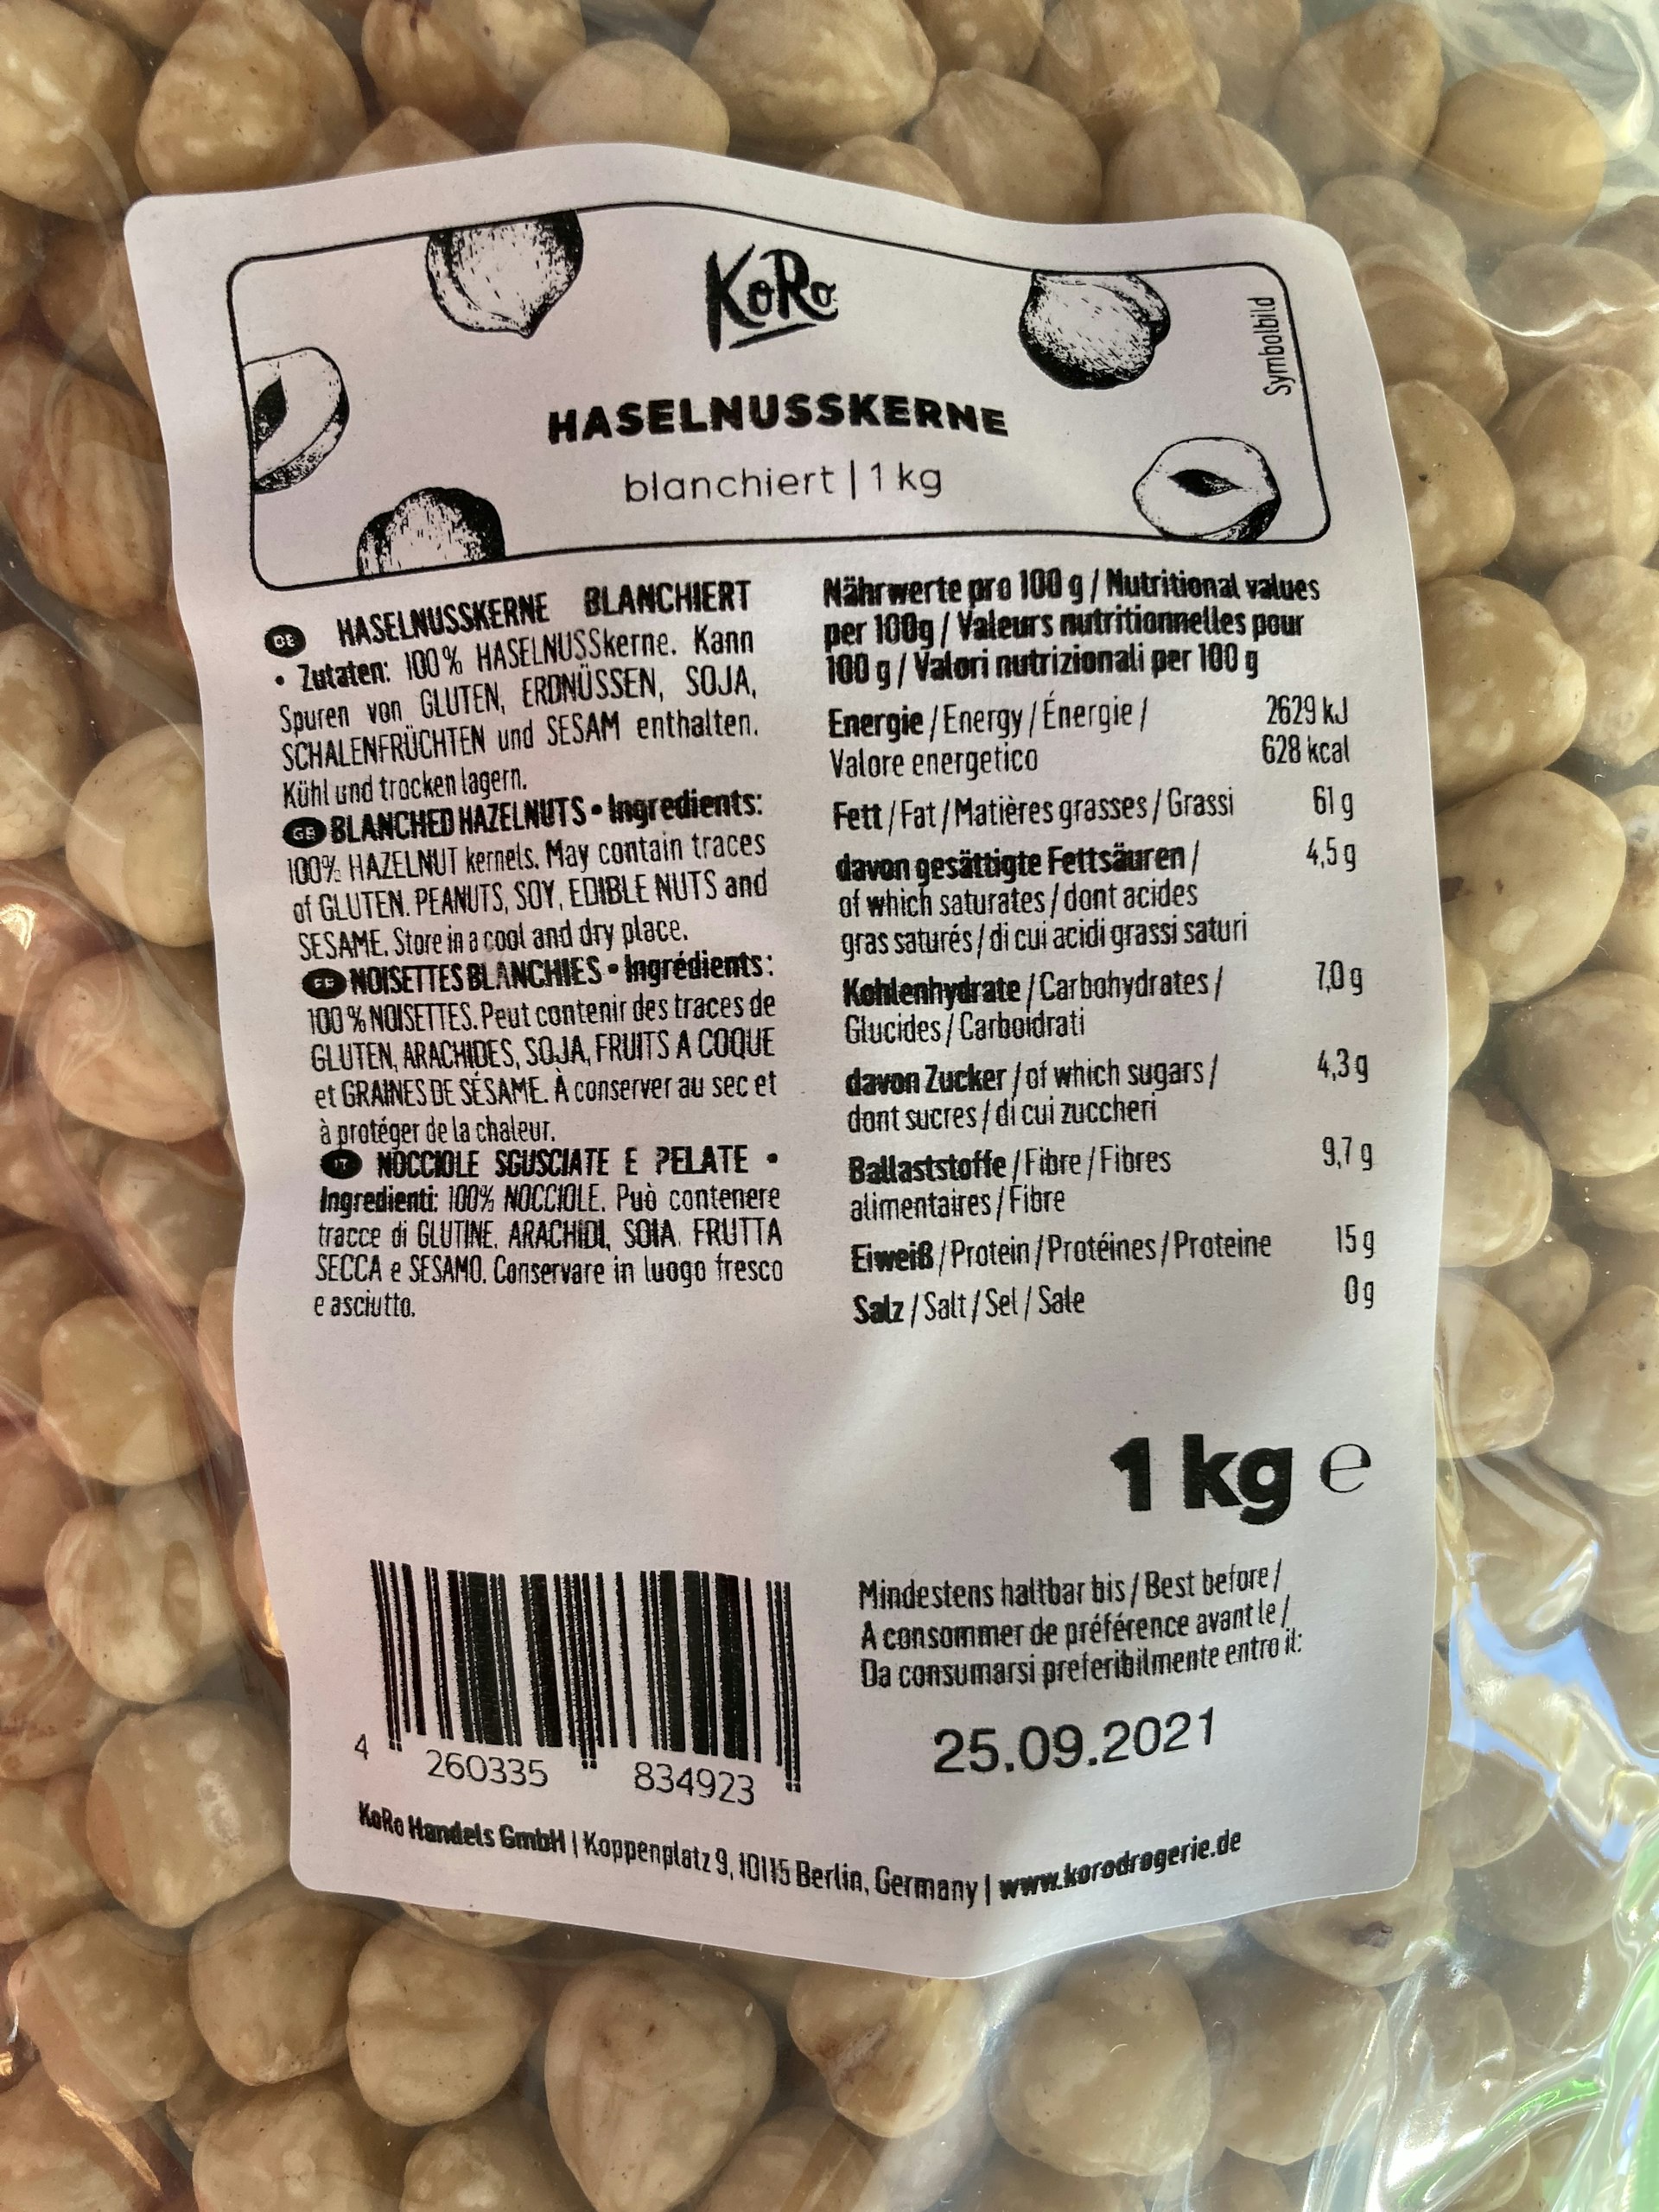 KoRo
Symbolbild
HASELNUSSKERNE
blanchiert | 1 kg
DE HASELNUSSKERNE BLANCHIERT
• Zutaten: 100 % HASELNUSSkerne. Kann
Spuren von GLUTEN, ERDNÜSSEN, SOJA,
SCHALENFRÜCHTEN und SESAM enthalten.
Kühl und trocken lagern.
GB BLANCHED HAZELNUTS • Ingredients:
100% HAZELNUT kernels. May contain traces
of GLUTEN. PEANUTS, SOY, EDIBLE NUTS and
SESAME. Store in a cool and dry place.
FR NOISETTES BLANCHIES • Ingrédients:
100 % NOISETTES. Peut contenir des traces de
GLUTEN, ARACHIDES, SOJA, FRUITS A COQUE
et GRAINES DE SÉSAME. À conserver au sec et
à protéger de la chaleur.
IT NOCCIOLE SGUSCIATE E PELATE •
Ingredienti: 100% NOCCIOLE. Può contenere
tracce di GLUTINE. ARACHIDI, SOIA. FRUTTA
SECCA e SESAMO. Conservare in luogo fresco
e asciutto.
Nährwerte pro 100 g / Nutritional values
per 100g / Valeurs nutritionnelles pour
100 g / Valori nutrizionali per 100 g
Energie / Energy / Énergie / 2629 kJ
Valore energetico 628 kcal
Fett / Fat / Matières grasses / Grassi 61 g
davon gesättigte Fettsäuren / 4,5 g
of which saturates / dont acides
gras saturés / di cui acidi grassi saturi
Kohlenhydrate / Carbohydrates / 7,0 g
Glucides / Carboidrati
davon Zucker / of which sugars / 4,3 g
dont sucres / di cui zuccheri
Ballaststoffe / Fibre / Fibres 9,7 g
alimentaires / Fibre
Eiweiß / Protein / Protéines / Proteine 15 g
Salz / Salt / Sel / Sale 0 g
1 kg ℮
Mindestens haltbar bis / Best before /
A consommer de préférence avant le /
Da consumarsi preferibilmente entro il:
25.09.2021
4 260335 834923
KoRo Handels GmbH | Koppenplatz 9, 10115 Berlin, Germany | www.korodrogerie.de